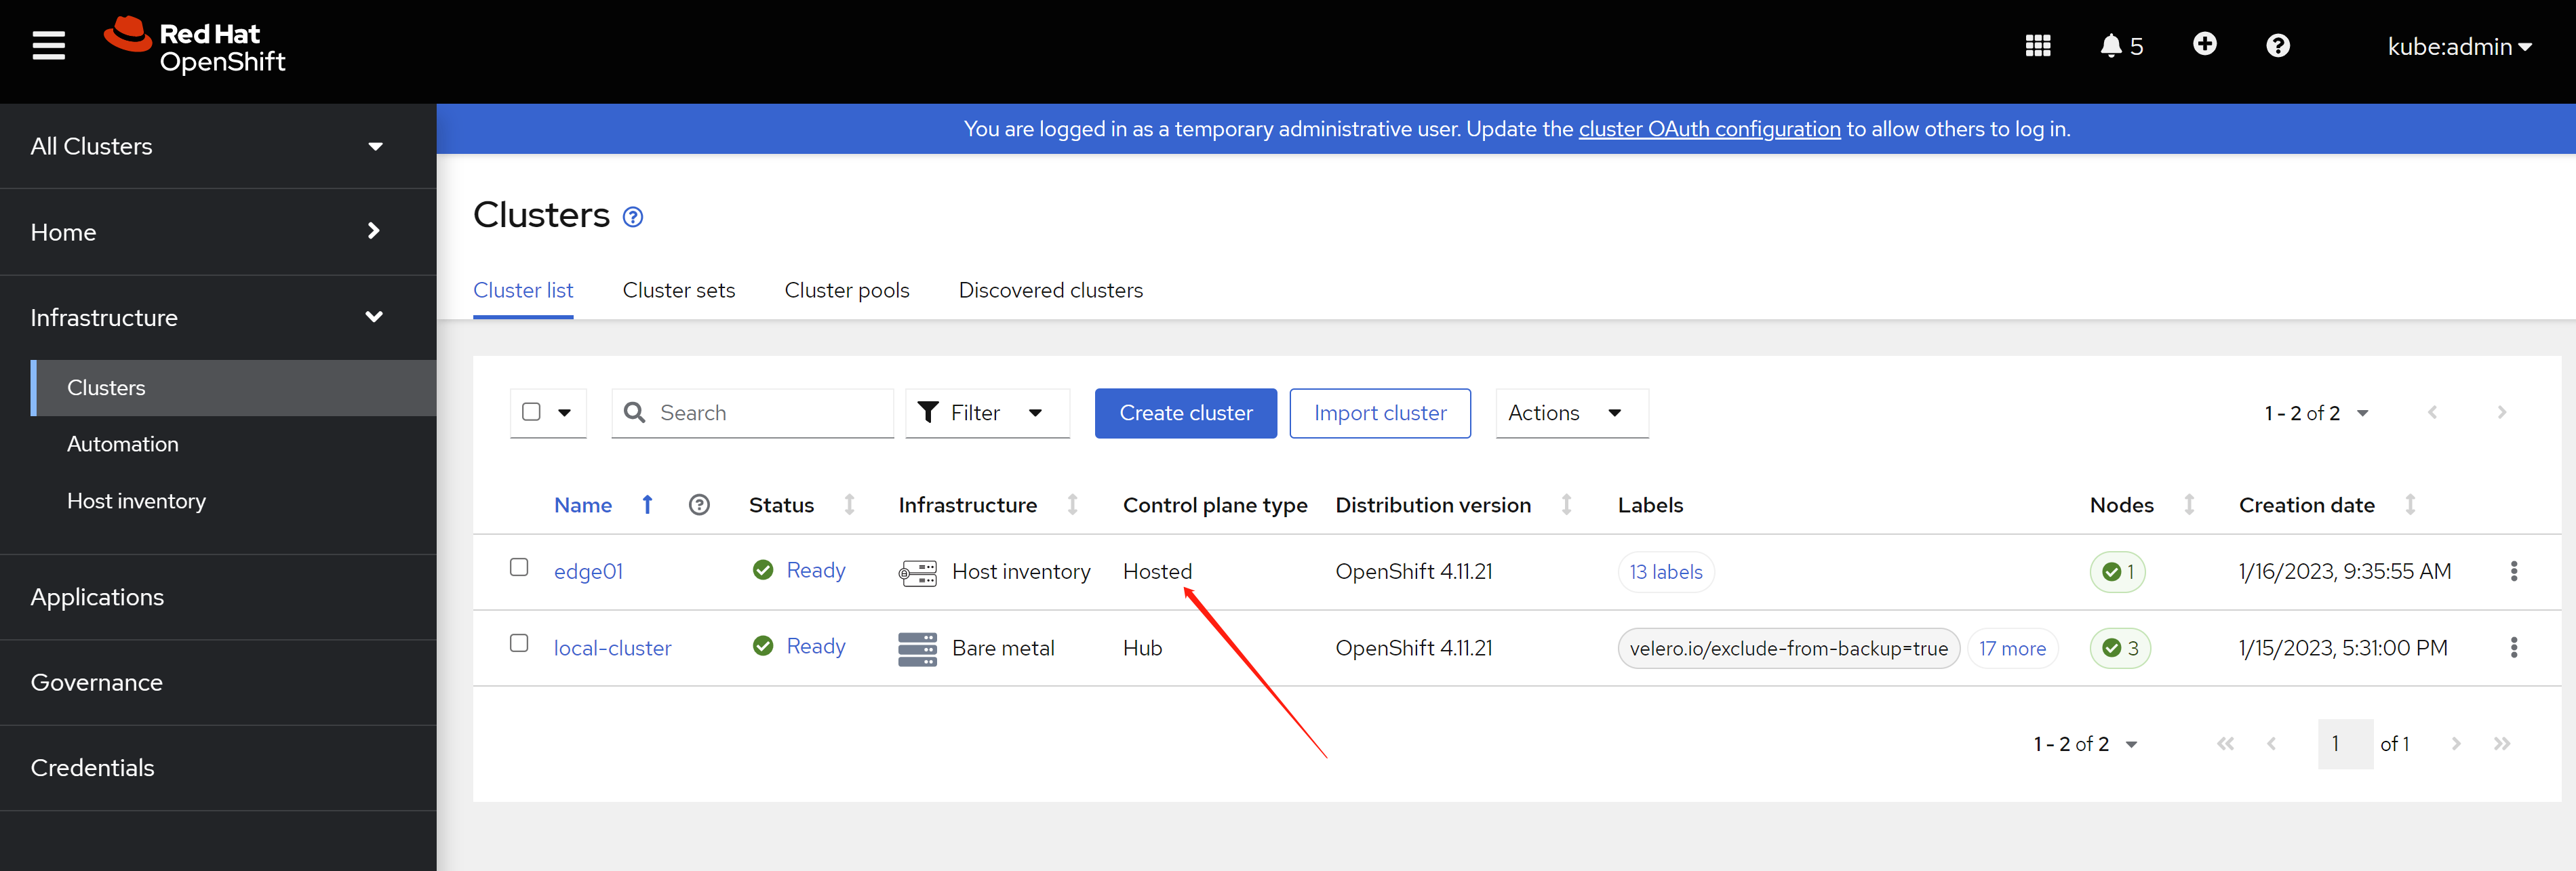 Red Hat
OpenShift
5
kube:admin
All Clusters
Home
Infrastructure
Clusters
Automation
Host inventory
Applications
Governance
Credentials
You are logged in as a temporary administrative user. Update the cluster OAuth configuration to allow others to log in.
Clusters
Cluster list Cluster sets Cluster pools Discovered clusters
Search Filter Create cluster Import cluster Actions 1 - 2 of 2
Name Status Infrastructure Control plane type Distribution version Labels Nodes Creation date
edge01 Ready Host inventory Hosted OpenShift 4.11.21 13 labels 1 1/16/2023, 9:35:55 AM
local-cluster Ready Bare metal Hub OpenShift 4.11.21 velero.io/exclude-from-backup=true 17 more 3 1/15/2023, 5:31:00 PM
1 - 2 of 2 1 of 1